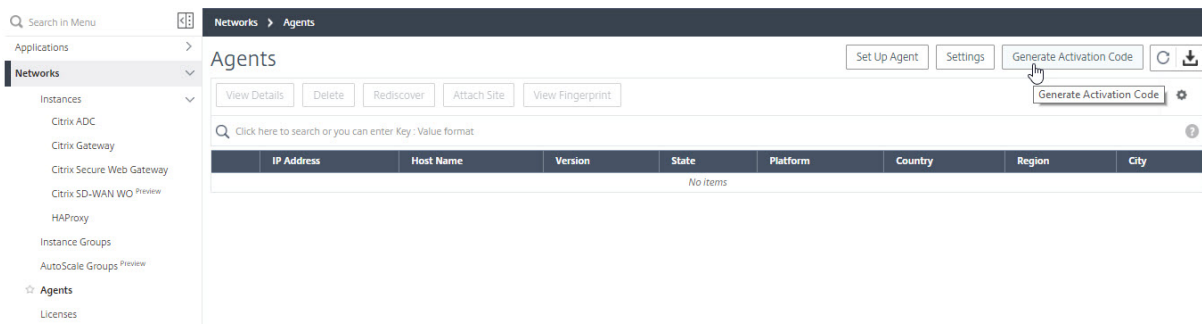 Search in Menu
Applications
Networks
Instances
Citrix ADC
Citrix Gateway
Citrix Secure Web Gateway
Citrix SD-WAN WO Preview
HAProxy
Instance Groups
AutoScale Groups Preview
Agents
Licenses
Networks > Agents
Agents
Set Up Agent Settings Generate Activation Code
View Details Delete Rediscover Attach Site View Fingerprint
Generate Activation Code
Click here to search or you can enter Key : Value format
IP Address Host Name Version State Platform Country Region City
No items